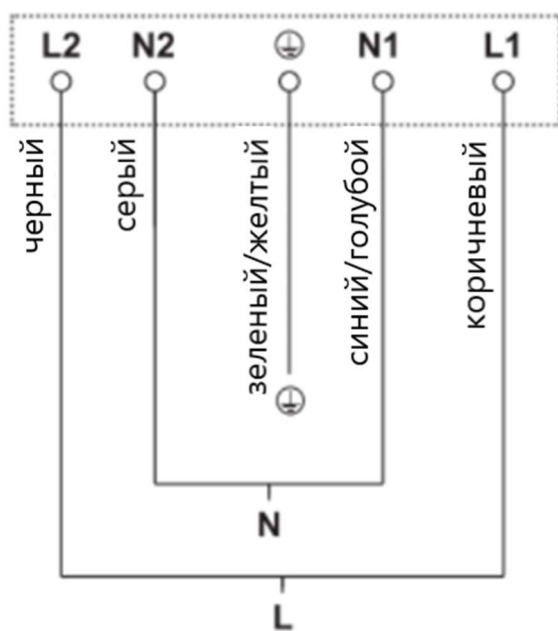 L2 N2 N1 L1
черный
серый
зеленый/желтый
синий/голубой
коричневый
N
L